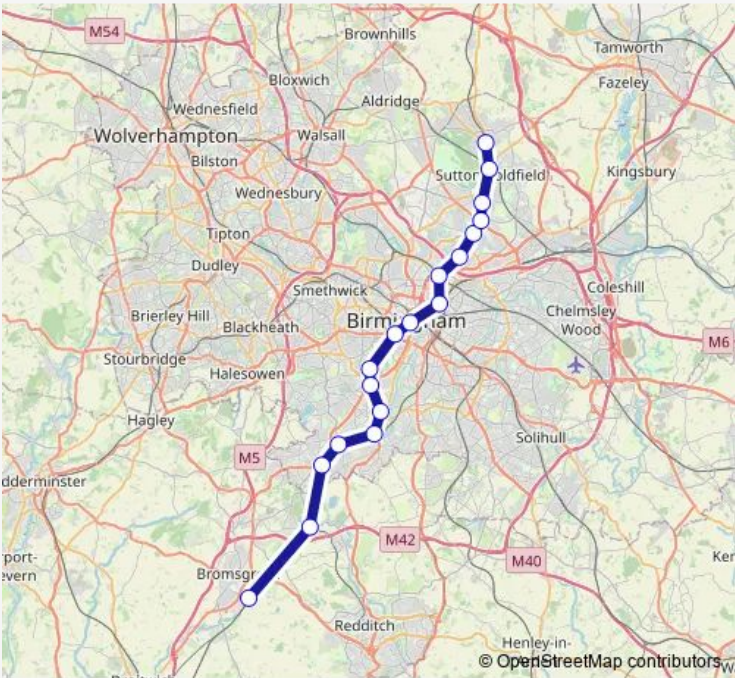 M54
Brownhills
Tamworth
Bloxwich
Fazeley
Wednesfield
Aldridge
Wolverhampton
Walsall
Bilston
Kingsbury
Wednesbury
Tipton
Dudley
Smethwick
Coleshill
Brierley Hill
Blackheath
Chelmsley
Wood
M6
Stourbridge
Halesowen
Hagley
Solihull
M5
dderminster
M42
M40
Bromsgr
Redditch
Henley-in-
© OpenStreetMap contributors